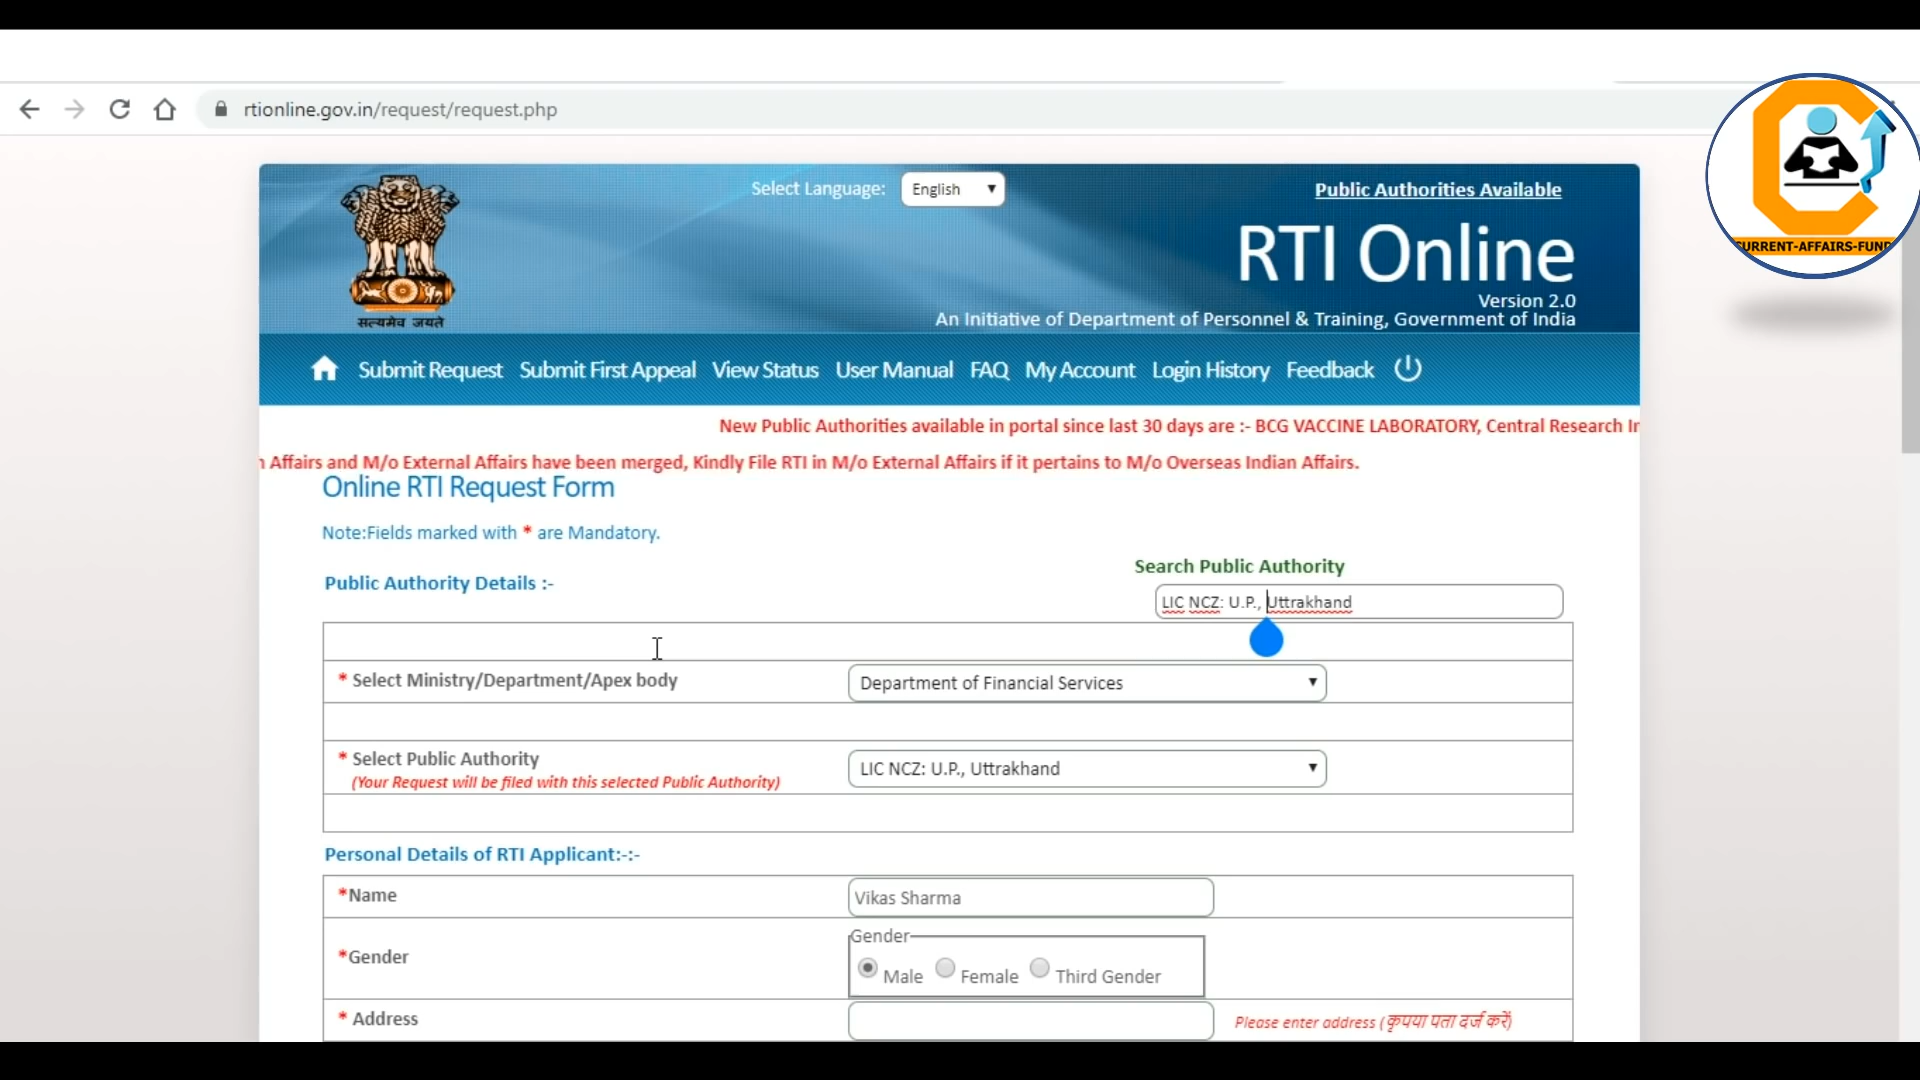 rtionline.gov.in/request/request.php
CURRENT-AFFAIRS-FUND
Select Language: English
Public Authorities Available
RTI Online
Version 2.0
An Initiative of Department of Personnel & Training, Government of India
सत्यमेव जयते
Submit Request Submit First Appeal View Status User Manual FAQ My Account Login History Feedback
New Public Authorities available in portal since last 30 days are :- BCG VACCINE LABORATORY, Central Research
Affairs and M/o External Affairs have been merged, Kindly File RTI in M/o External Affairs if it pertains to M/o Overseas Indian Affairs.
Online RTI Request Form
Note:Fields marked with * are Mandatory.
Search Public Authority
Public Authority Details :-
LIC NCZ: U.P., Uttrakhand
* Select Ministry/Department/Apex body
Department of Financial Services
* Select Public Authority
(Your Request will be filed with this selected Public Authority)
LIC NCZ: U.P., Uttrakhand
Personal Details of RTI Applicant:-:-
*Name
Vikas Sharma
Gender
*Gender
Male Female Third Gender
* Address
Please enter address (कृपया पता दर्ज करें)